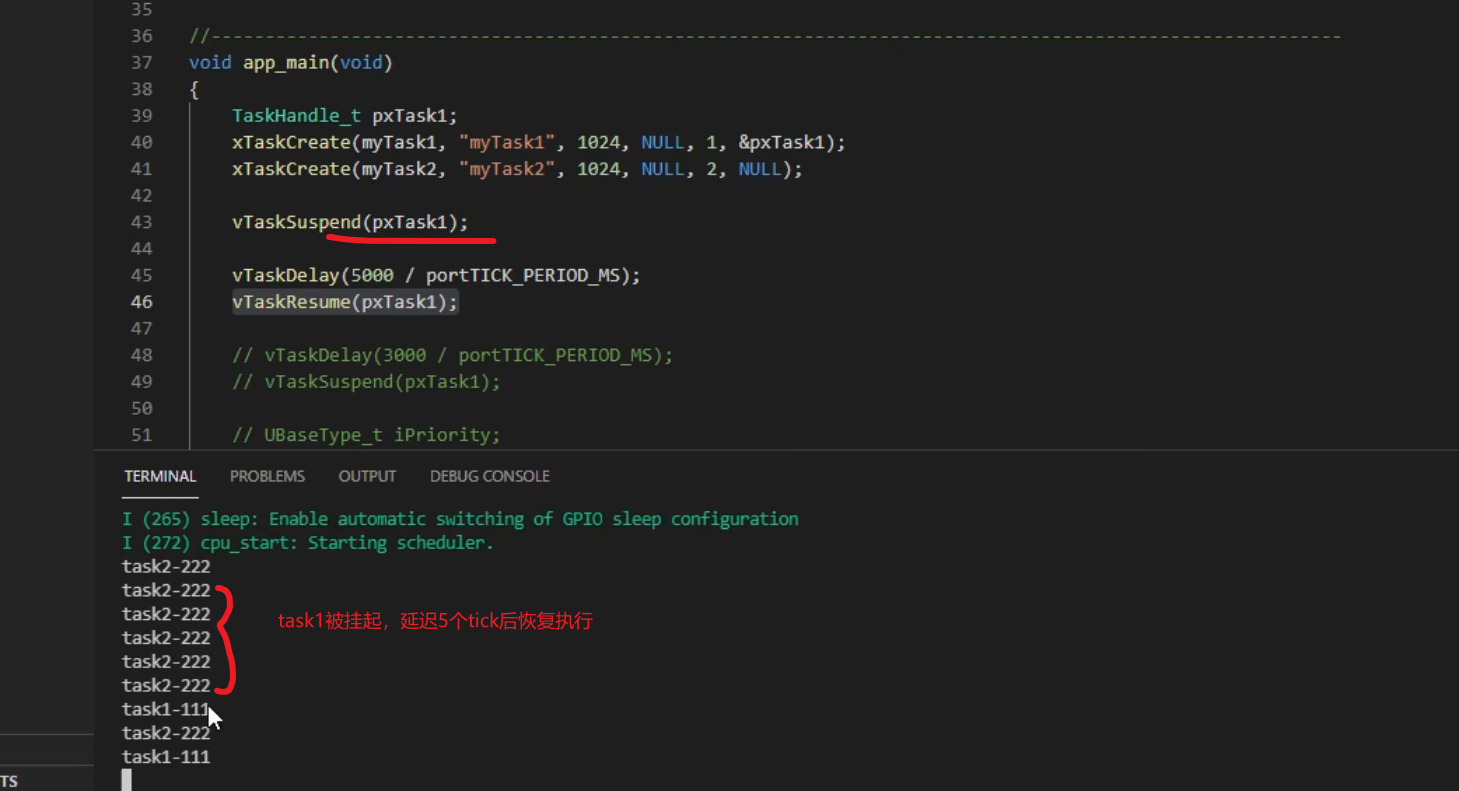 35
36 //---------------------------------------------------------------------------------------------------------
37 void app_main(void)
38 {
39 TaskHandle_t pxTask1;
40 xTaskCreate(myTask1, "myTask1", 1024, NULL, 1, &pxTask1);
41 xTaskCreate(myTask2, "myTask2", 1024, NULL, 2, NULL);
42
43 vTaskSuspend(pxTask1);
44
45 vTaskDelay(5000 / portTICK_PERIOD_MS);
46 vTaskResume(pxTask1);
47
48 // vTaskDelay(3000 / portTICK_PERIOD_MS);
49 // vTaskSuspend(pxTask1);
50
51 // UBaseType_t iPriority;
TERMINAL PROBLEMS OUTPUT DEBUG CONSOLE
I (265) sleep: Enable automatic switching of GPIO sleep configuration
I (272) cpu_start: Starting scheduler.
task2-222
task2-222
task2-222
task1被挂起，延迟5个tick后恢复执行
task2-222
task2-222
task2-222
task1-111
task2-222
task1-111
TS